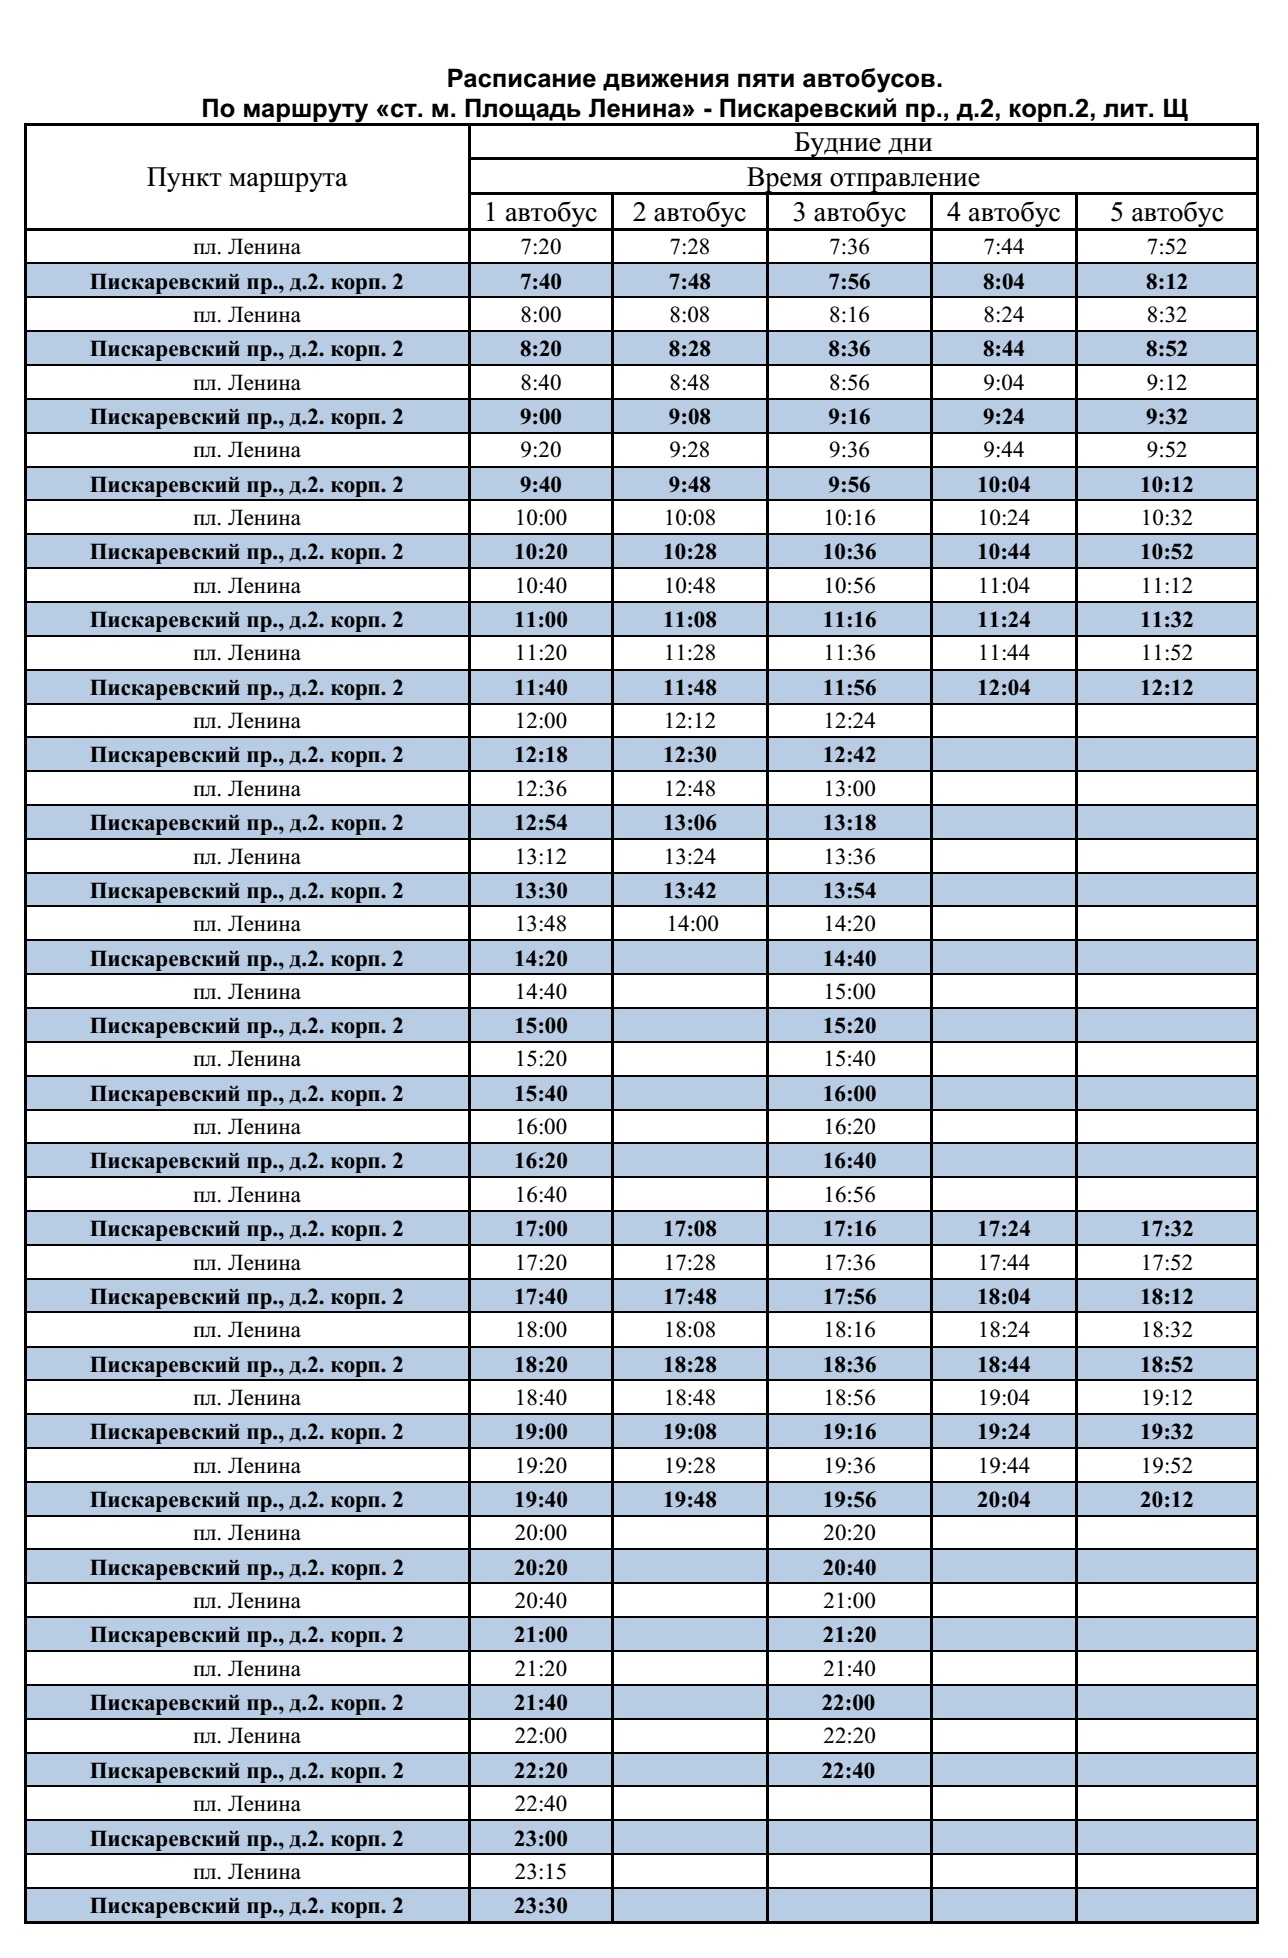 Расписание движения пяти автобусов.
По маршруту «ст. м. Площадь Ленина» - Пискаревский пр., д.2, корп.2, лит. Щ
Пункт маршрута
Будние дни
Время отправление
1 автобус 2 автобус 3 автобус 4 автобус 5 автобус
пл. Ленина 7:20 7:28 7:36 7:44 7:52
Пискаревский пр., д.2. корп. 2 7:40 7:48 7:56 8:04 8:12
пл. Ленина 8:00 8:08 8:16 8:24 8:32
Пискаревский пр., д.2. корп. 2 8:20 8:28 8:36 8:44 8:52
пл. Ленина 8:40 8:48 8:56 9:04 9:12
Пискаревский пр., д.2. корп. 2 9:00 9:08 9:16 9:24 9:32
пл. Ленина 9:20 9:28 9:36 9:44 9:52
Пискаревский пр., д.2. корп. 2 9:40 9:48 9:56 10:04 10:12
пл. Ленина 10:00 10:08 10:16 10:24 10:32
Пискаревский пр., д.2. корп. 2 10:20 10:28 10:36 10:44 10:52
пл. Ленина 10:40 10:48 10:56 11:04 11:12
Пискаревский пр., д.2. корп. 2 11:00 11:08 11:16 11:24 11:32
пл. Ленина 11:20 11:28 11:36 11:44 11:52
Пискаревский пр., д.2. корп. 2 11:40 11:48 11:56 12:04 12:12
пл. Ленина 12:00 12:12 12:24
Пискаревский пр., д.2. корп. 2 12:18 12:30 12:42
пл. Ленина 12:36 12:48 13:00
Пискаревский пр., д.2. корп. 2 12:54 13:06 13:18
пл. Ленина 13:12 13:24 13:36
Пискаревский пр., д.2. корп. 2 13:30 13:42 13:54
пл. Ленина 13:48 14:00 14:20
Пискаревский пр., д.2. корп. 2 14:20 14:40
пл. Ленина 14:40 15:00
Пискаревский пр., д.2. корп. 2 15:00 15:20
пл. Ленина 15:20 15:40
Пискаревский пр., д.2. корп. 2 15:40 16:00
пл. Ленина 16:00 16:20
Пискаревский пр., д.2. корп. 2 16:20 16:40
пл. Ленина 16:40 16:56
Пискаревский пр., д.2. корп. 2 17:00 17:08 17:16 17:24 17:32
пл. Ленина 17:20 17:28 17:36 17:44 17:52
Пискаревский пр., д.2. корп. 2 17:40 17:48 17:56 18:04 18:12
пл. Ленина 18:00 18:08 18:16 18:24 18:32
Пискаревский пр., д.2. корп. 2 18:20 18:28 18:36 18:44 18:52
пл. Ленина 18:40 18:48 18:56 19:04 19:12
Пискаревский пр., д.2. корп. 2 19:00 19:08 19:16 19:24 19:32
пл. Ленина 19:20 19:28 19:36 19:44 19:52
Пискаревский пр., д.2. корп. 2 19:40 19:48 19:56 20:04 20:12
пл. Ленина 20:00 20:20
Пискаревский пр., д.2. корп. 2 20:20 20:40
пл. Ленина 20:40 21:00
Пискаревский пр., д.2. корп. 2 21:00 21:20
пл. Ленина 21:20 21:40
Пискаревский пр., д.2. корп. 2 21:40 22:00
пл. Ленина 22:00 22:20
Пискаревский пр., д.2. корп. 2 22:20 22:40
пл. Ленина 22:40
Пискаревский пр., д.2. корп. 2 23:00
пл. Ленина 23:15
Пискаревский пр., д.2. корп. 2 23:30